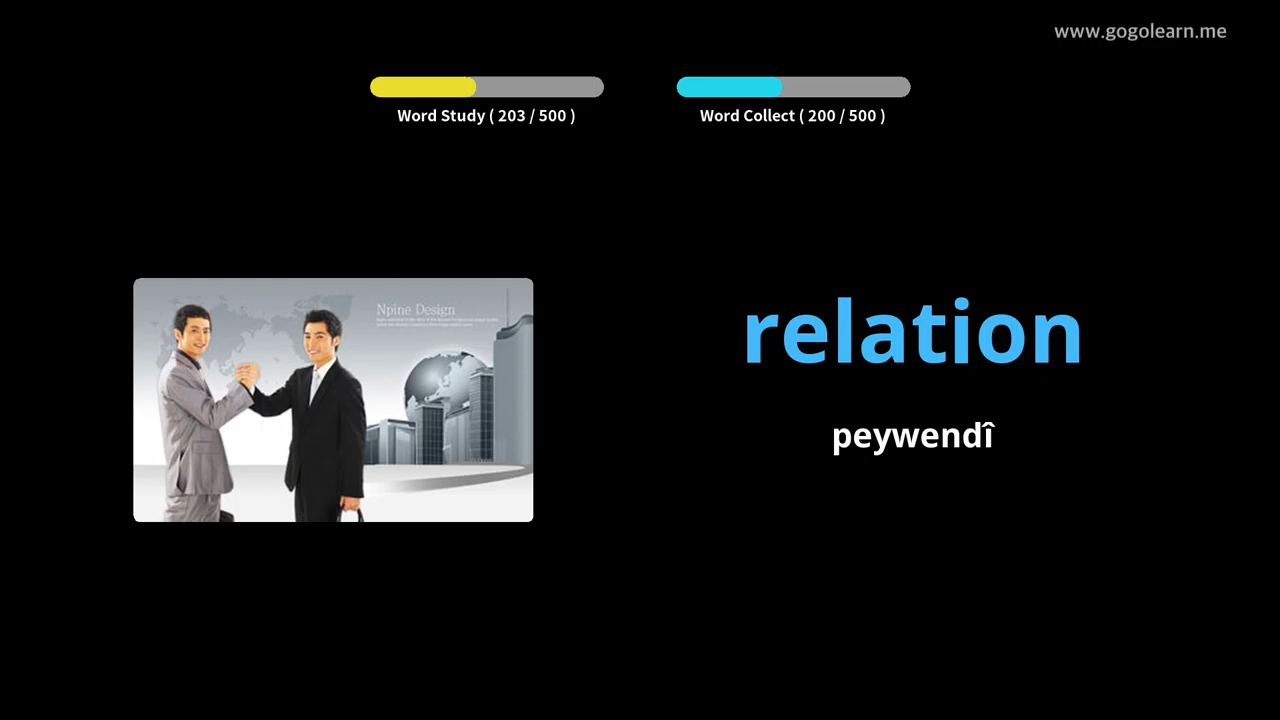 www.gogolearn.me
Word Study ( 203 / 500 )
Word Collect ( 200 / 500 )
Npine Design
relation
peywendî